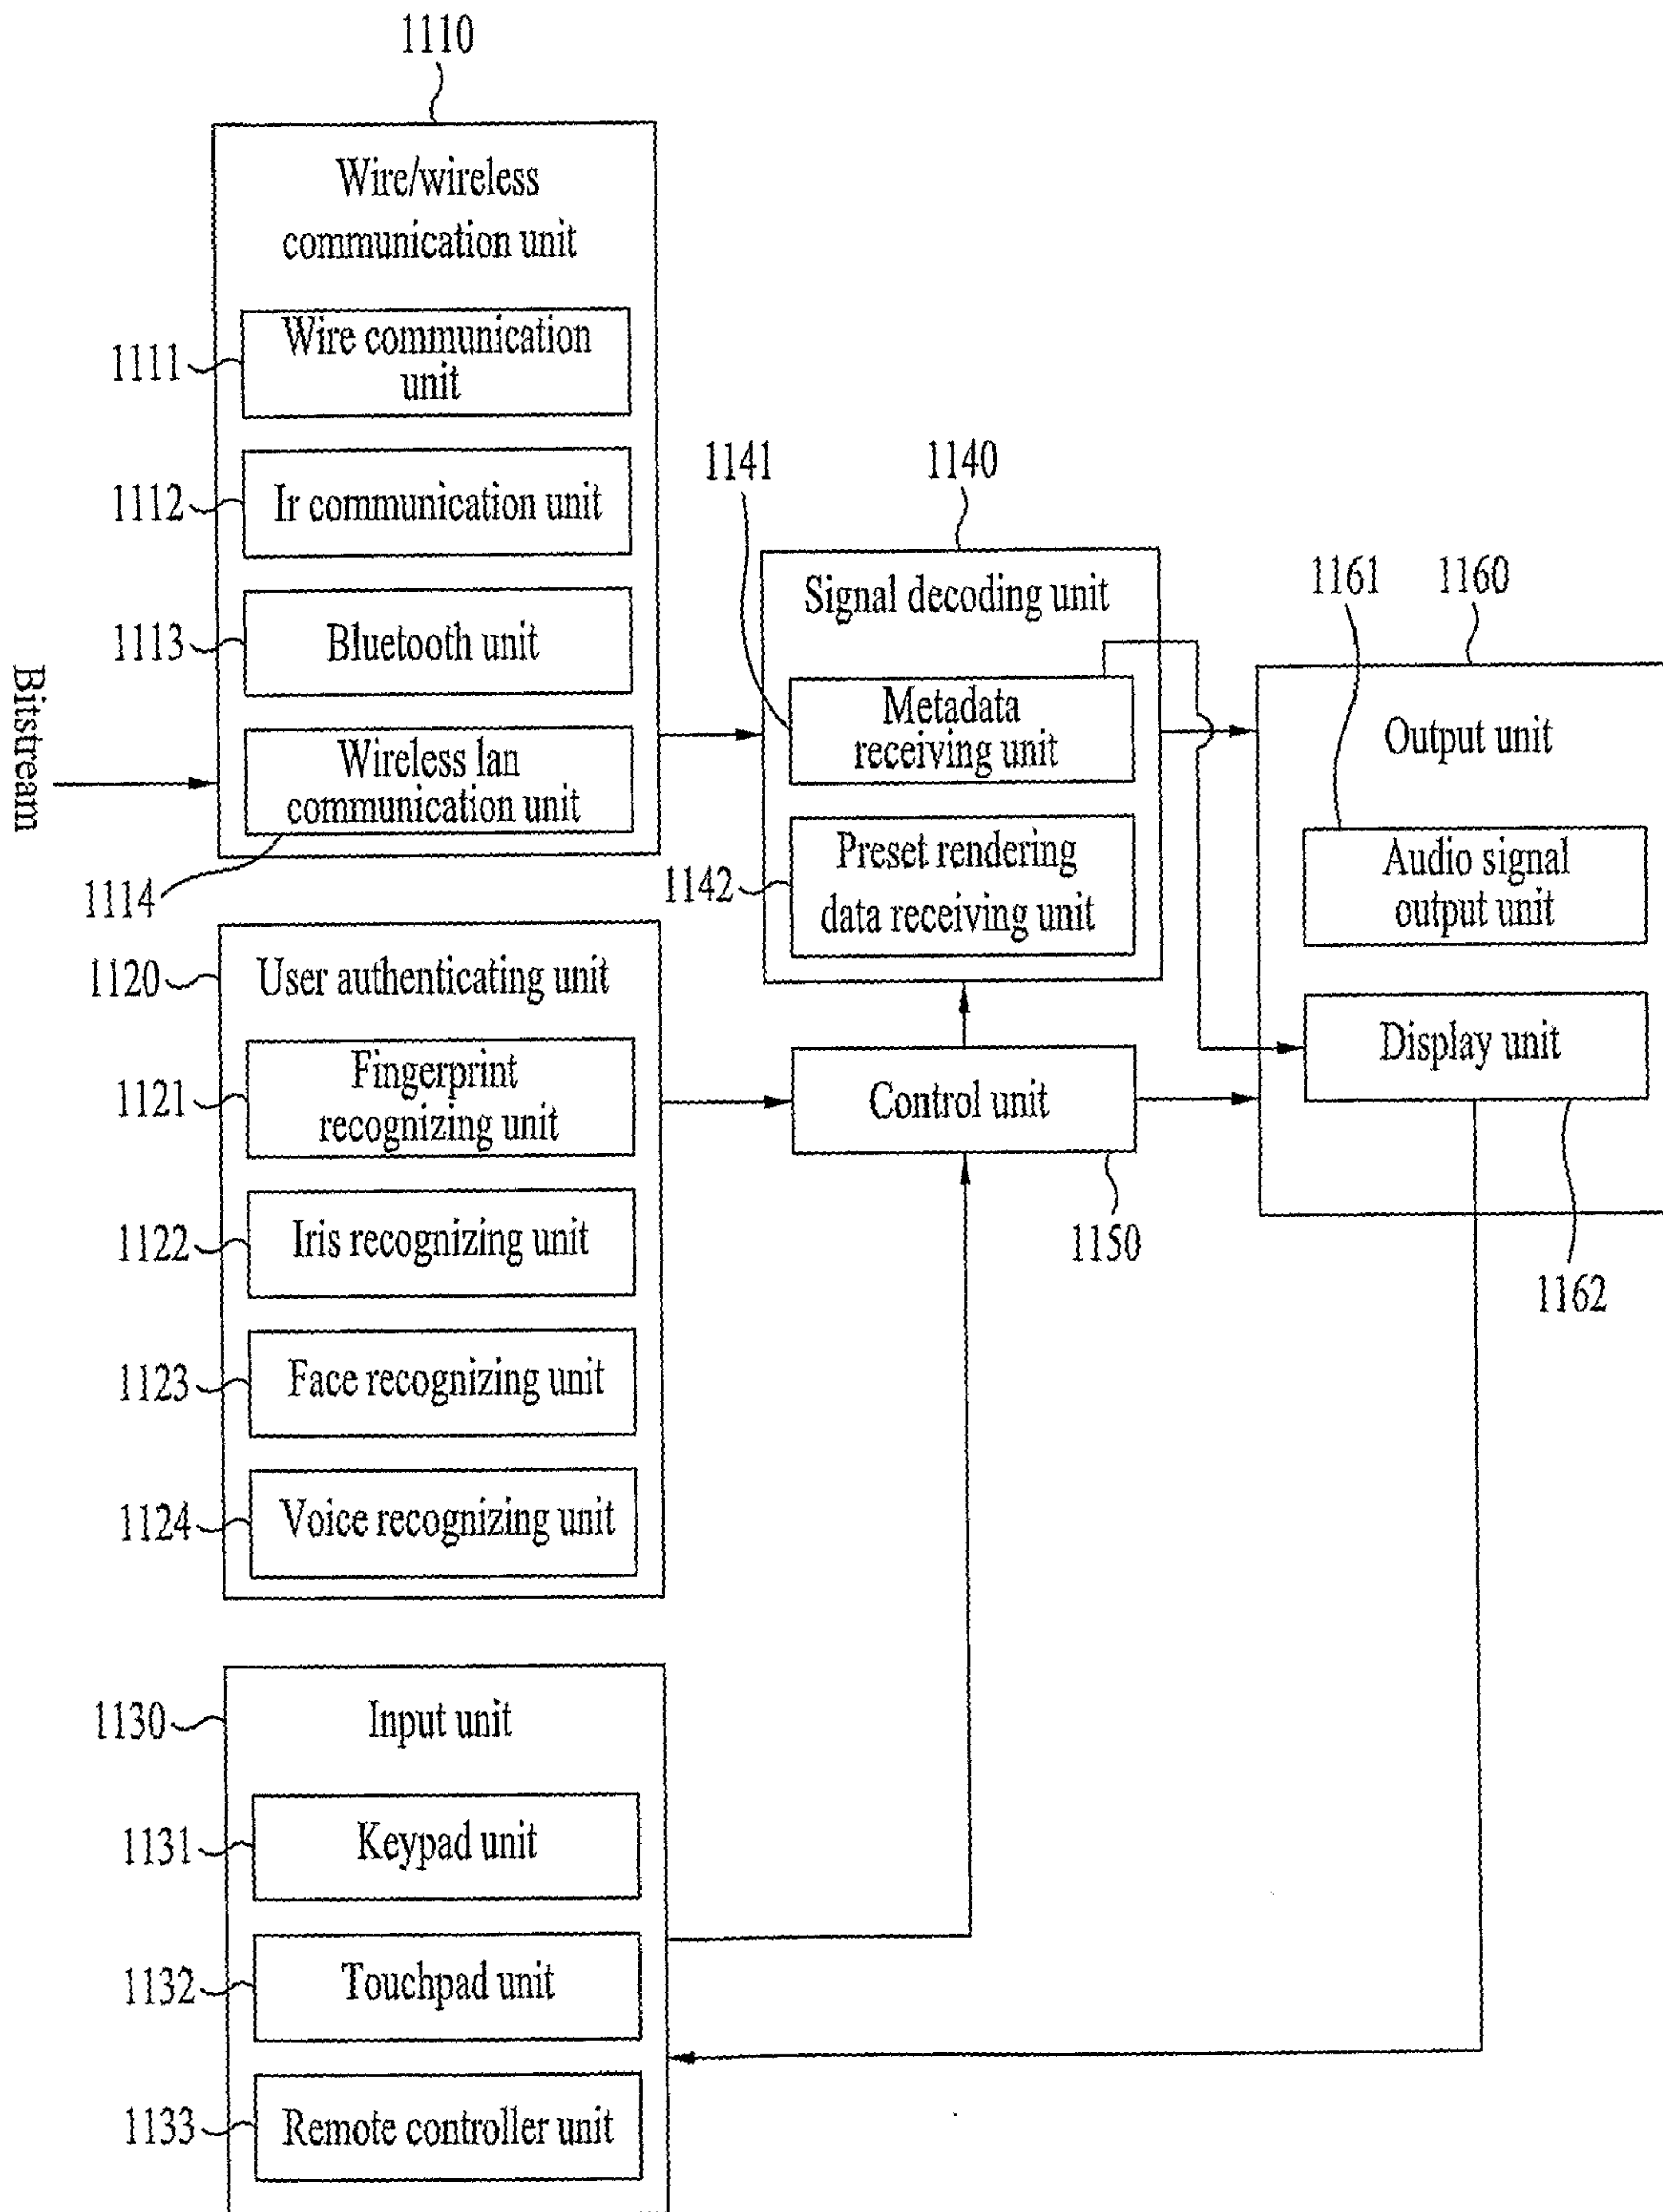 1110
Wire/wireless
communication unit
1111
Wire communication
unit
1112
Ir communication unit
1113
Bluetooth unit
Bitstream
Wireless lan
communication unit
1114
1120
User authenticating unit
1121
Fingerprint
recognizing unit
1122
Iris recognizing unit
1123
Face recognizing unit
1124
Voice recognizing unit
1130
Input unit
1131
Keypad unit
1132
Touchpad unit
1133
Remote controller unit
1141
1140
Signal decoding unit
Metadata
receiving unit
1142
Preset rendering
data receiving unit
Control unit
1150
1161
1160
Output unit
Audio signal
output unit
Display unit
1162